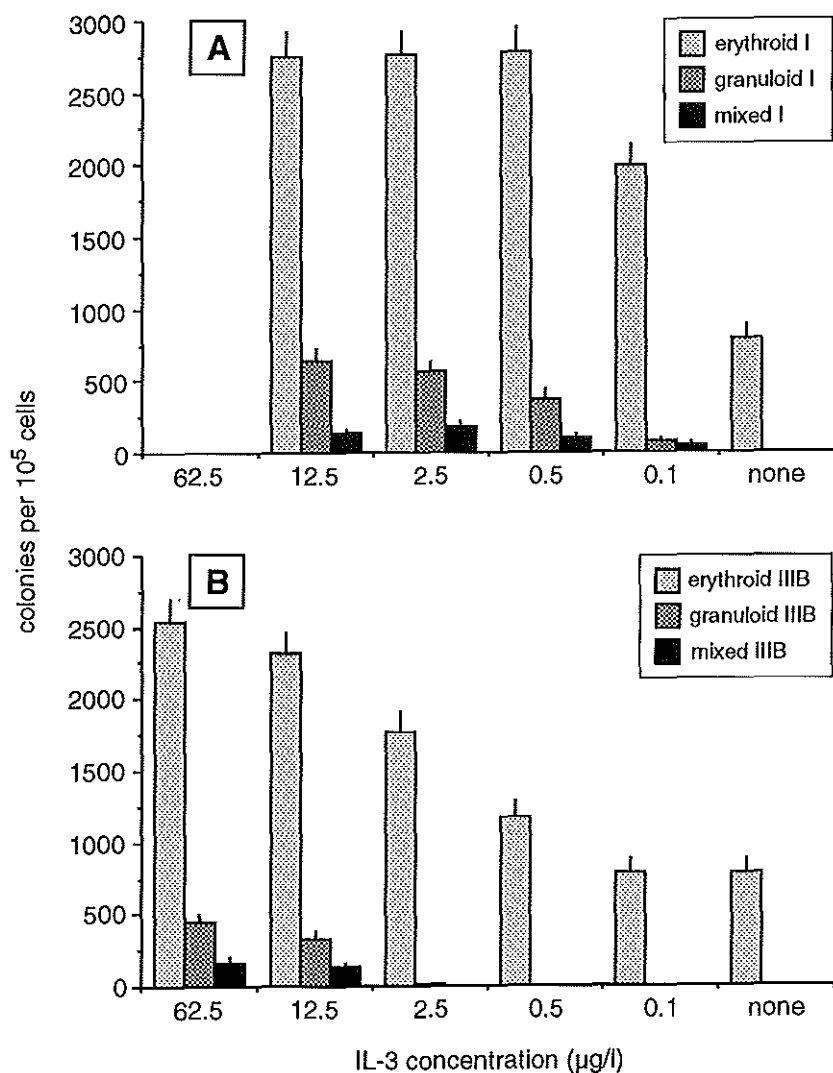 A
3000
2500
2000
1500
1000
500
0
erythroid I
granuloid I
mixed I
62.5 12.5 2.5 0.5 0.1 none
colonies per 10⁵ cells
B
3000
2500
2000
1500
1000
500
0
erythroid IIIB
granuloid IIIB
mixed IIIB
62.5 12.5 2.5 0.5 0.1 none
IL-3 concentration (µg/l)